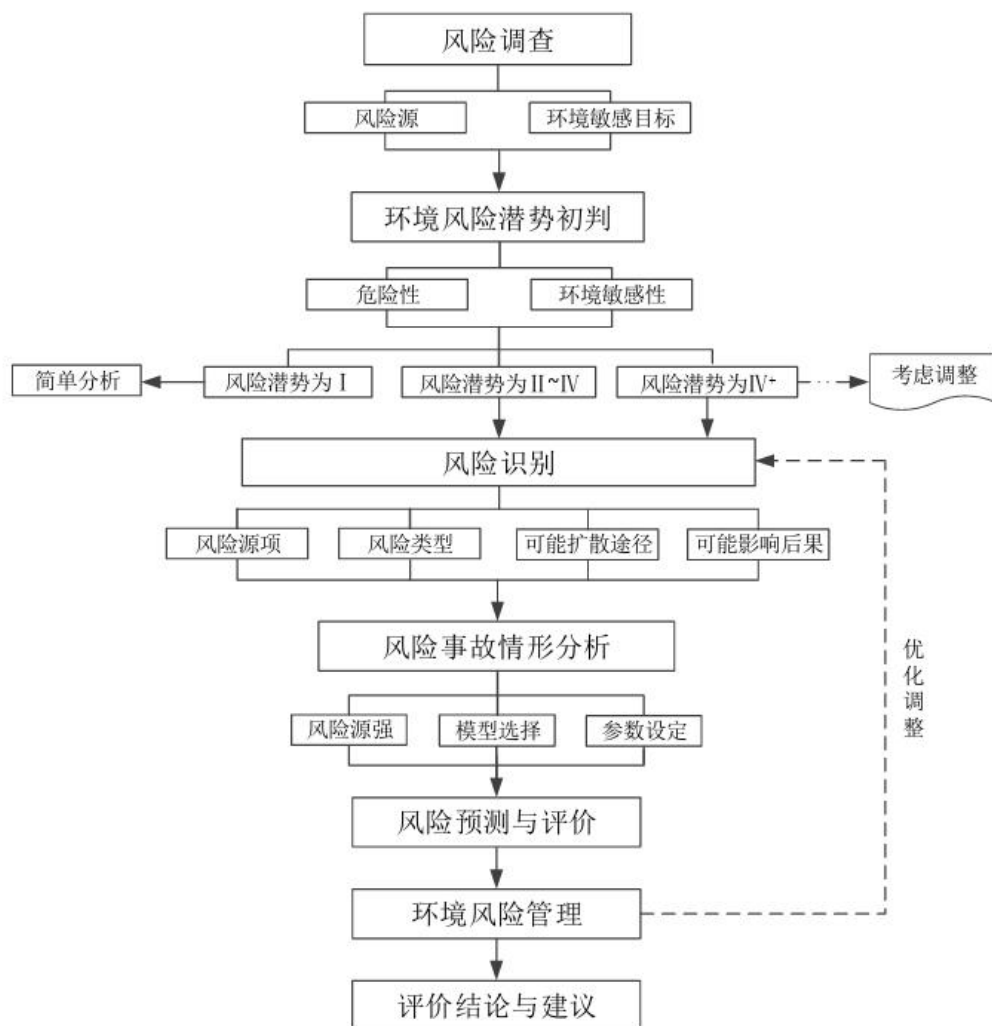 风险调查
风险源
环境敏感目标
环境风险潜势初判
危险性
环境敏感性
简单分析
风险潜势为Ⅰ
风险潜势为Ⅱ~Ⅳ
风险潜势为Ⅳ⁺
考虑调整
风险识别
风险源项
风险类型
可能扩散途径
可能影响后果
风险事故情形分析
优化调整
风险源强
模型选择
参数设定
风险预测与评价
环境风险管理
评价结论与建议